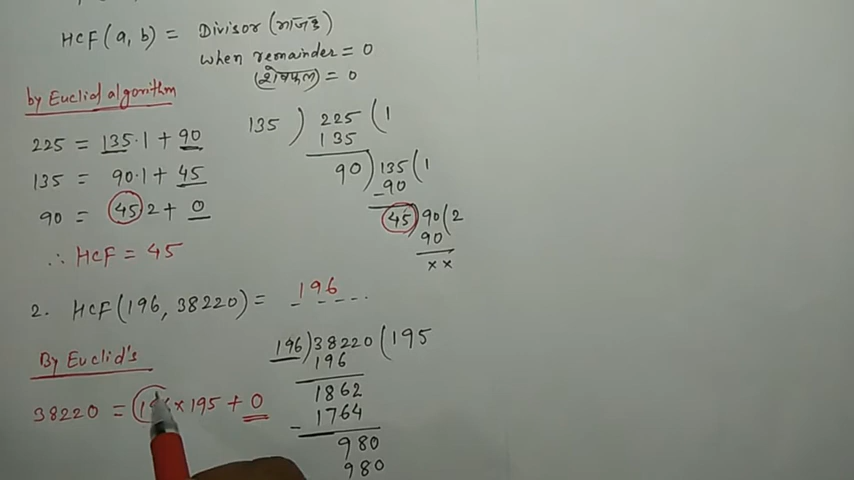 HCF(a, b) = Divisor (भाजक)
when remainder = 0
(शेषफल) = 0
by Euclid algorithm
225 = 135·1 + 90
135 = 90·1 + 45
90 = 45 2 + 0
∴ HCF = 45
135 ) 225 ( 1
135
90 ) 135 ( 1
-90
45 ) 90 ( 2
90
x x
2. HCF (196, 38220) = 196
By Euclid's
38220 = 196 x 195 + 0
196 ) 38220 ( 195
196
1862
- 1764
980
980